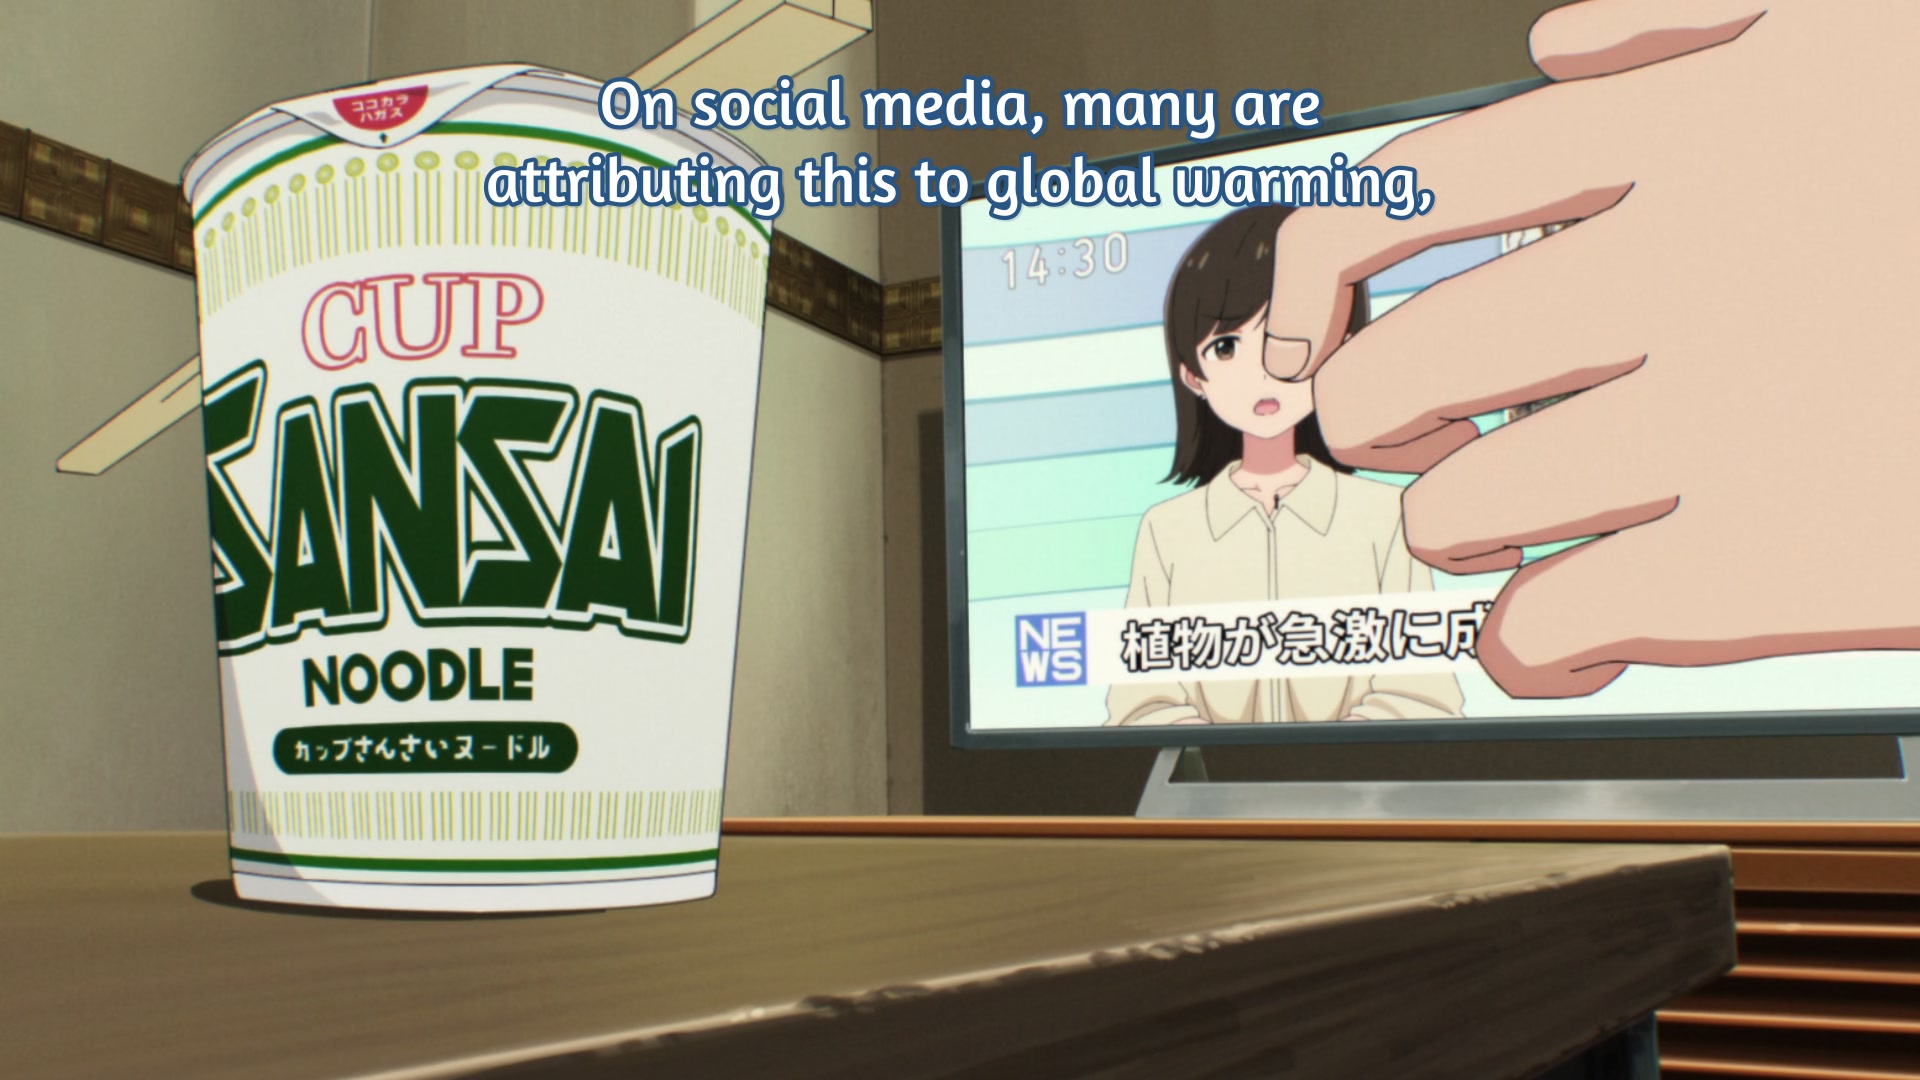 On social media, many are
attributing this to global warming,
ココカラ
ハガス
CUP
SANSAI
NOODLE
カップさんさいヌードル
14:30
NEWS
植物が急激に成